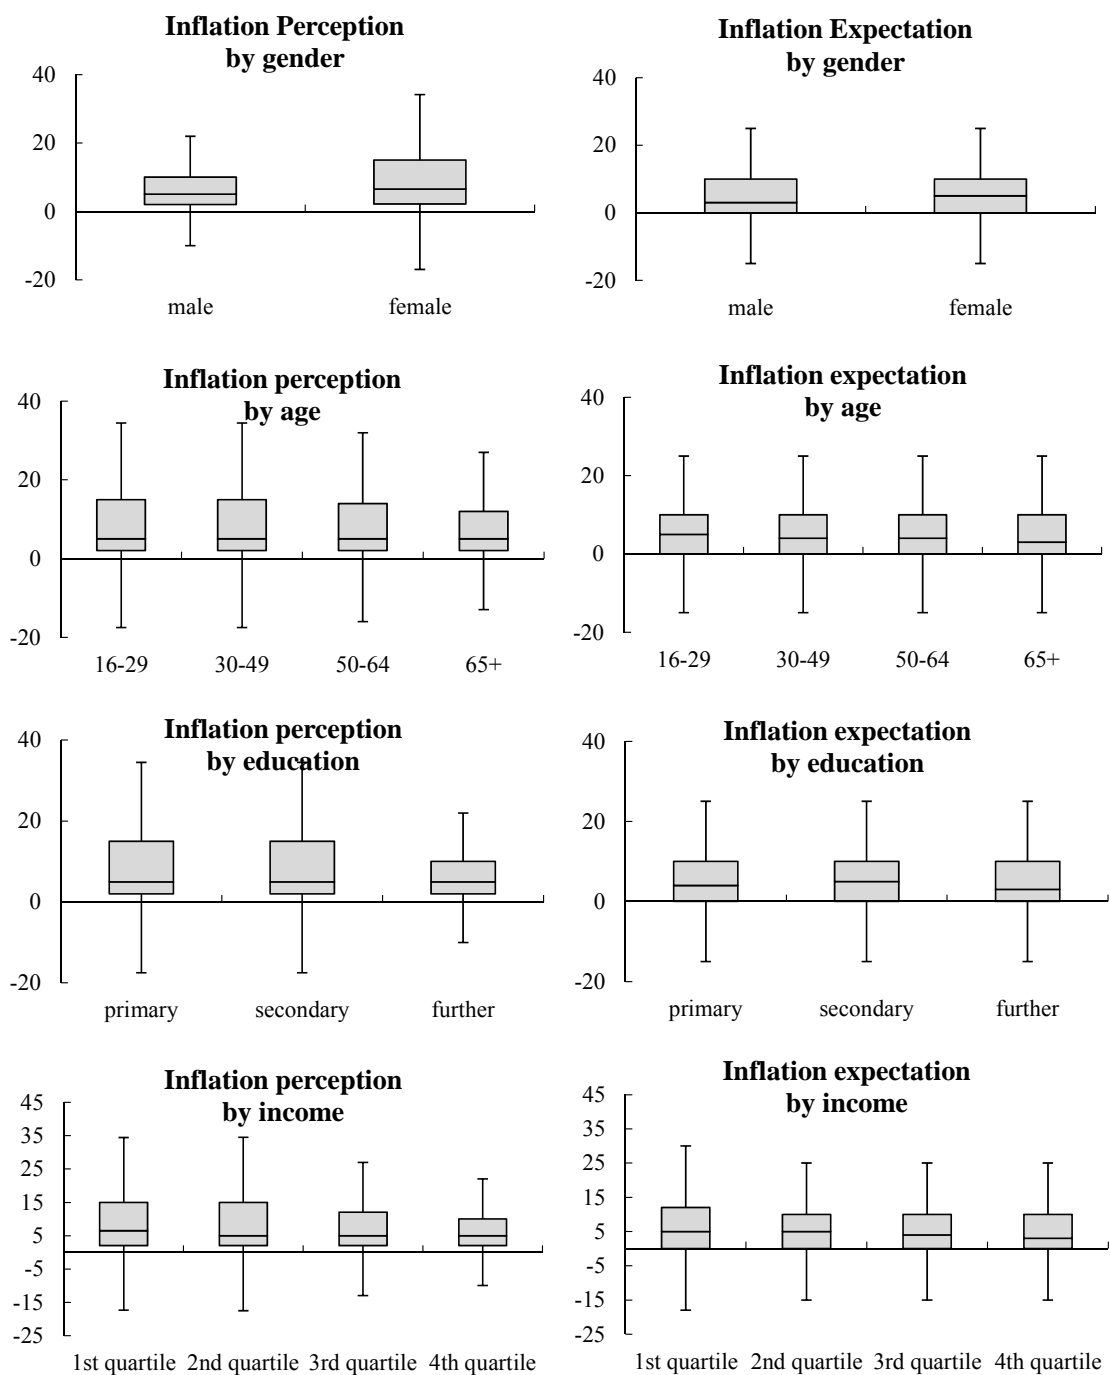 Inflation Perception
by gender
40
20
0
-20
male female
Inflation Expectation
by gender
40
20
0
-20
male female
Inflation perception
by age
40
20
0
-20
16-29 30-49 50-64 65+
Inflation expectation
by age
40
20
0
-20
16-29 30-49 50-64 65+
Inflation perception
by education
40
20
0
-20
primary secondary further
Inflation expectation
by education
40
20
0
-20
primary secondary further
Inflation perception
by income
45
35
25
15
5
-5
-15
-25
1st quartile 2nd quartile 3rd quartile 4th quartile
Inflation expectation
by income
45
35
25
15
5
-5
-15
-25
1st quartile 2nd quartile 3rd quartile 4th quartile